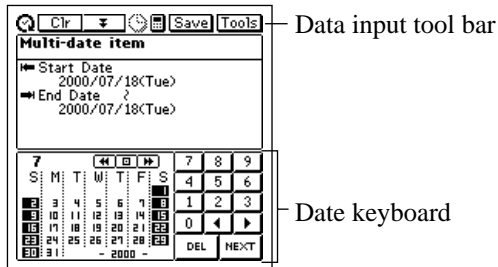 Clr Save Tools Data input tool bar
Multi-date item
Start Date
2000/07/18(Tue)
End Date
2000/07/18(Tue)
7 7 8 9
S M T W T F S 4 5 6
1
2 3 4 5 6 7 8 1 2 3
9 10 11 12 13 14 15 0
16 17 18 19 20 21 22 Date keyboard
23 24 25 26 27 28 29 DEL NEXT
30 31 - 2000 -